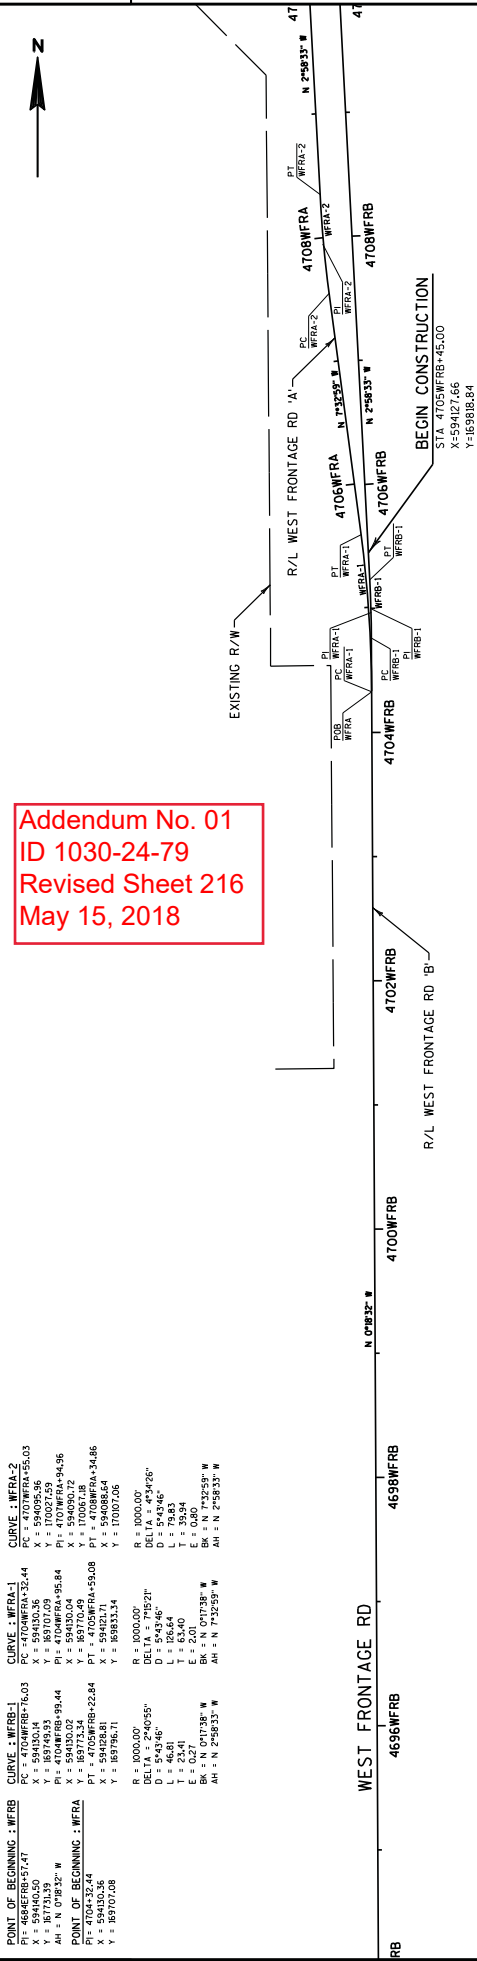 N
47
47
N 2°58'33" W
PT
WFRA-2
4708WFRA
WFRA-2
4708WFRB
PI
WFRA-2
PC
WFRA-2
R/L WEST FRONTAGE RD 'A'
N 7°32'59" W
N 2°58'33" W
BEGIN CONSTRUCTION
STA 4705WFRB+45.00
X=594127.66
Y=169818.84
4706WFRA
4706WFRB
EXISTING R/W
PT
WFRA-1
WFRA-1
PT
WFRB-1
WFRB-1
PI
WFRA-1
PC
WFRA-1
PI
WFRB-1
PC
WFRB-1
POB
WFRA
4704WFRB
Addendum No. 01
ID 1030-24-79
Revised Sheet 216
May 15, 2018
4702WFRB
R/L WEST FRONTAGE RD 'B'
4700WFRB
N 0°18'32" W
4698WFRB
WEST FRONTAGE RD
4696WFRB
RB
POINT OF BEGINNING : WFRB
PI= 4684EFRB+57.47
X = 594140.50
Y = 167731.39
AH = N 0°18'32" W
POINT OF BEGINNING : WFRA
PI= 4704+32.44
X = 594130.36
Y = 169707.08
CURVE : WFRB-1
PC = 4704WFRB+76.03
X = 594130.14
Y = 169749.93
PI= 4704WFRB+99.44
X = 594130.02
Y = 169773.34
PT = 4705WFRB+22.84
X = 594128.81
Y = 169796.71
R = 1000.00'
DELTA = 2°40'55"
D = 5°43'46"
L = 46.81
T = 23.41
E = 0.27
BK = N 0°17'38" W
AH = N 2°58'33" W
CURVE : WFRA-1
PC = 4704WFRA+32.44
X = 594130.36
Y = 169707.09
PI= 4704WFRA+95.84
X = 594130.04
Y = 169770.49
PT = 4705WFRA+59.08
X = 594121.71
Y = 169833.34
R = 1000.00'
DELTA = 7°15'21"
D = 5°43'46"
L = 126.64
T = 63.40
E = 2.01
BK = N 0°17'38" W
AH = N 7°32'59" W
CURVE : WFRA-2
PC = 4707WFRA+55.03
X = 594095.96
Y = 170027.59
PI= 4707WFRA+94.96
X = 594090.72
Y = 170067.18
PT = 4708WFRA+34.86
X = 594088.64
Y = 170107.06
R = 1000.00'
DELTA = 4°34'26"
D = 5°43'46"
L = 79.83
T = 39.94
E = 0.80
BK = N 7°32'59" W
AH = N 2°58'33" W